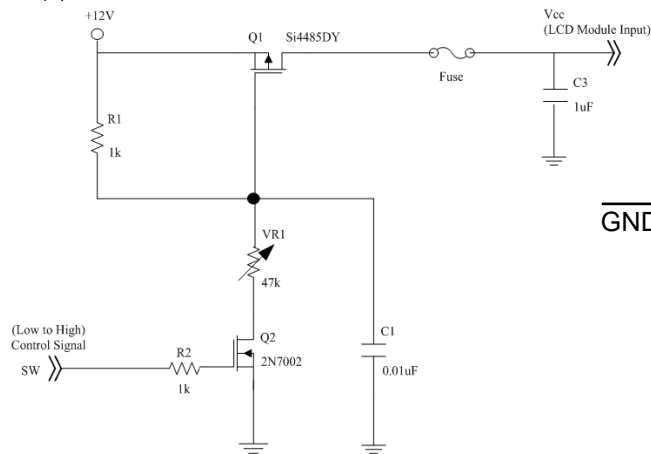 +12V
Q1
Si4485DY
Vcc
(LCD Module Input)
Fuse
C3
1uF
R1
1k
GND
VR1
47k
(Low to High)
Control Signal
SW
R2
1k
Q2
2N7002
C1
0.01uF